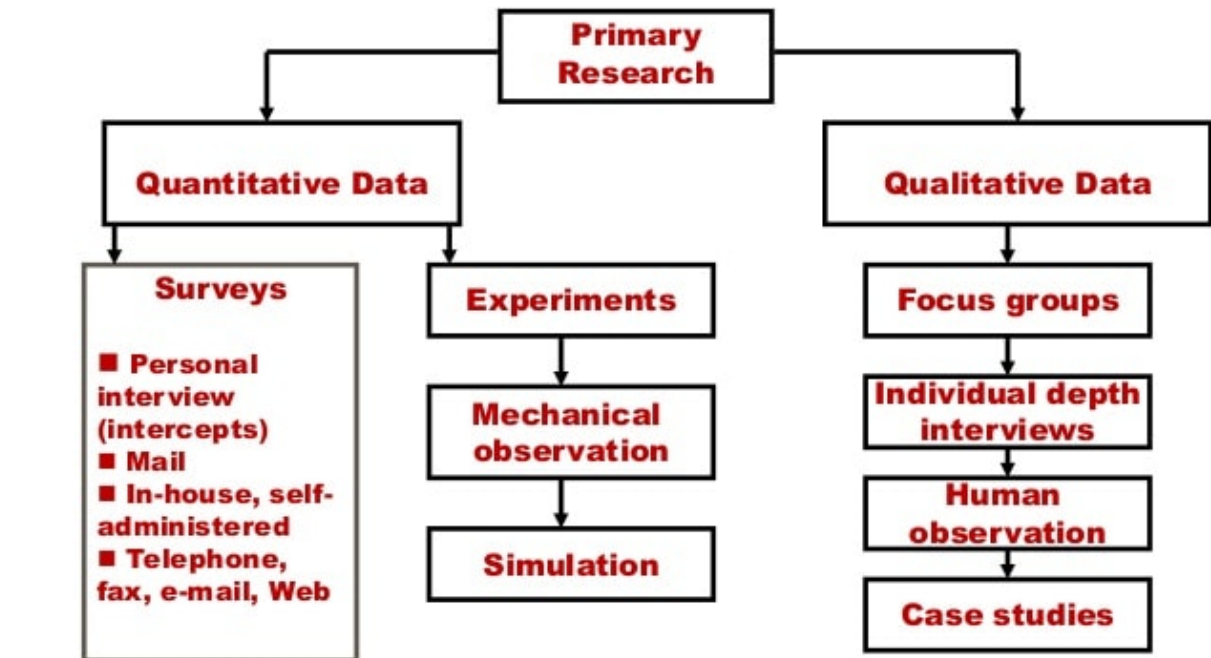 Primary
Research
Quantitative Data
Qualitative Data
Surveys
■ Personal
interview
(intercepts)
■ Mail
■ In-house, self-
administered
■ Telephone,
fax, e-mail, Web
Experiments
Mechanical
observation
Simulation
Focus groups
Individual depth
interviews
Human
observation
Case studies